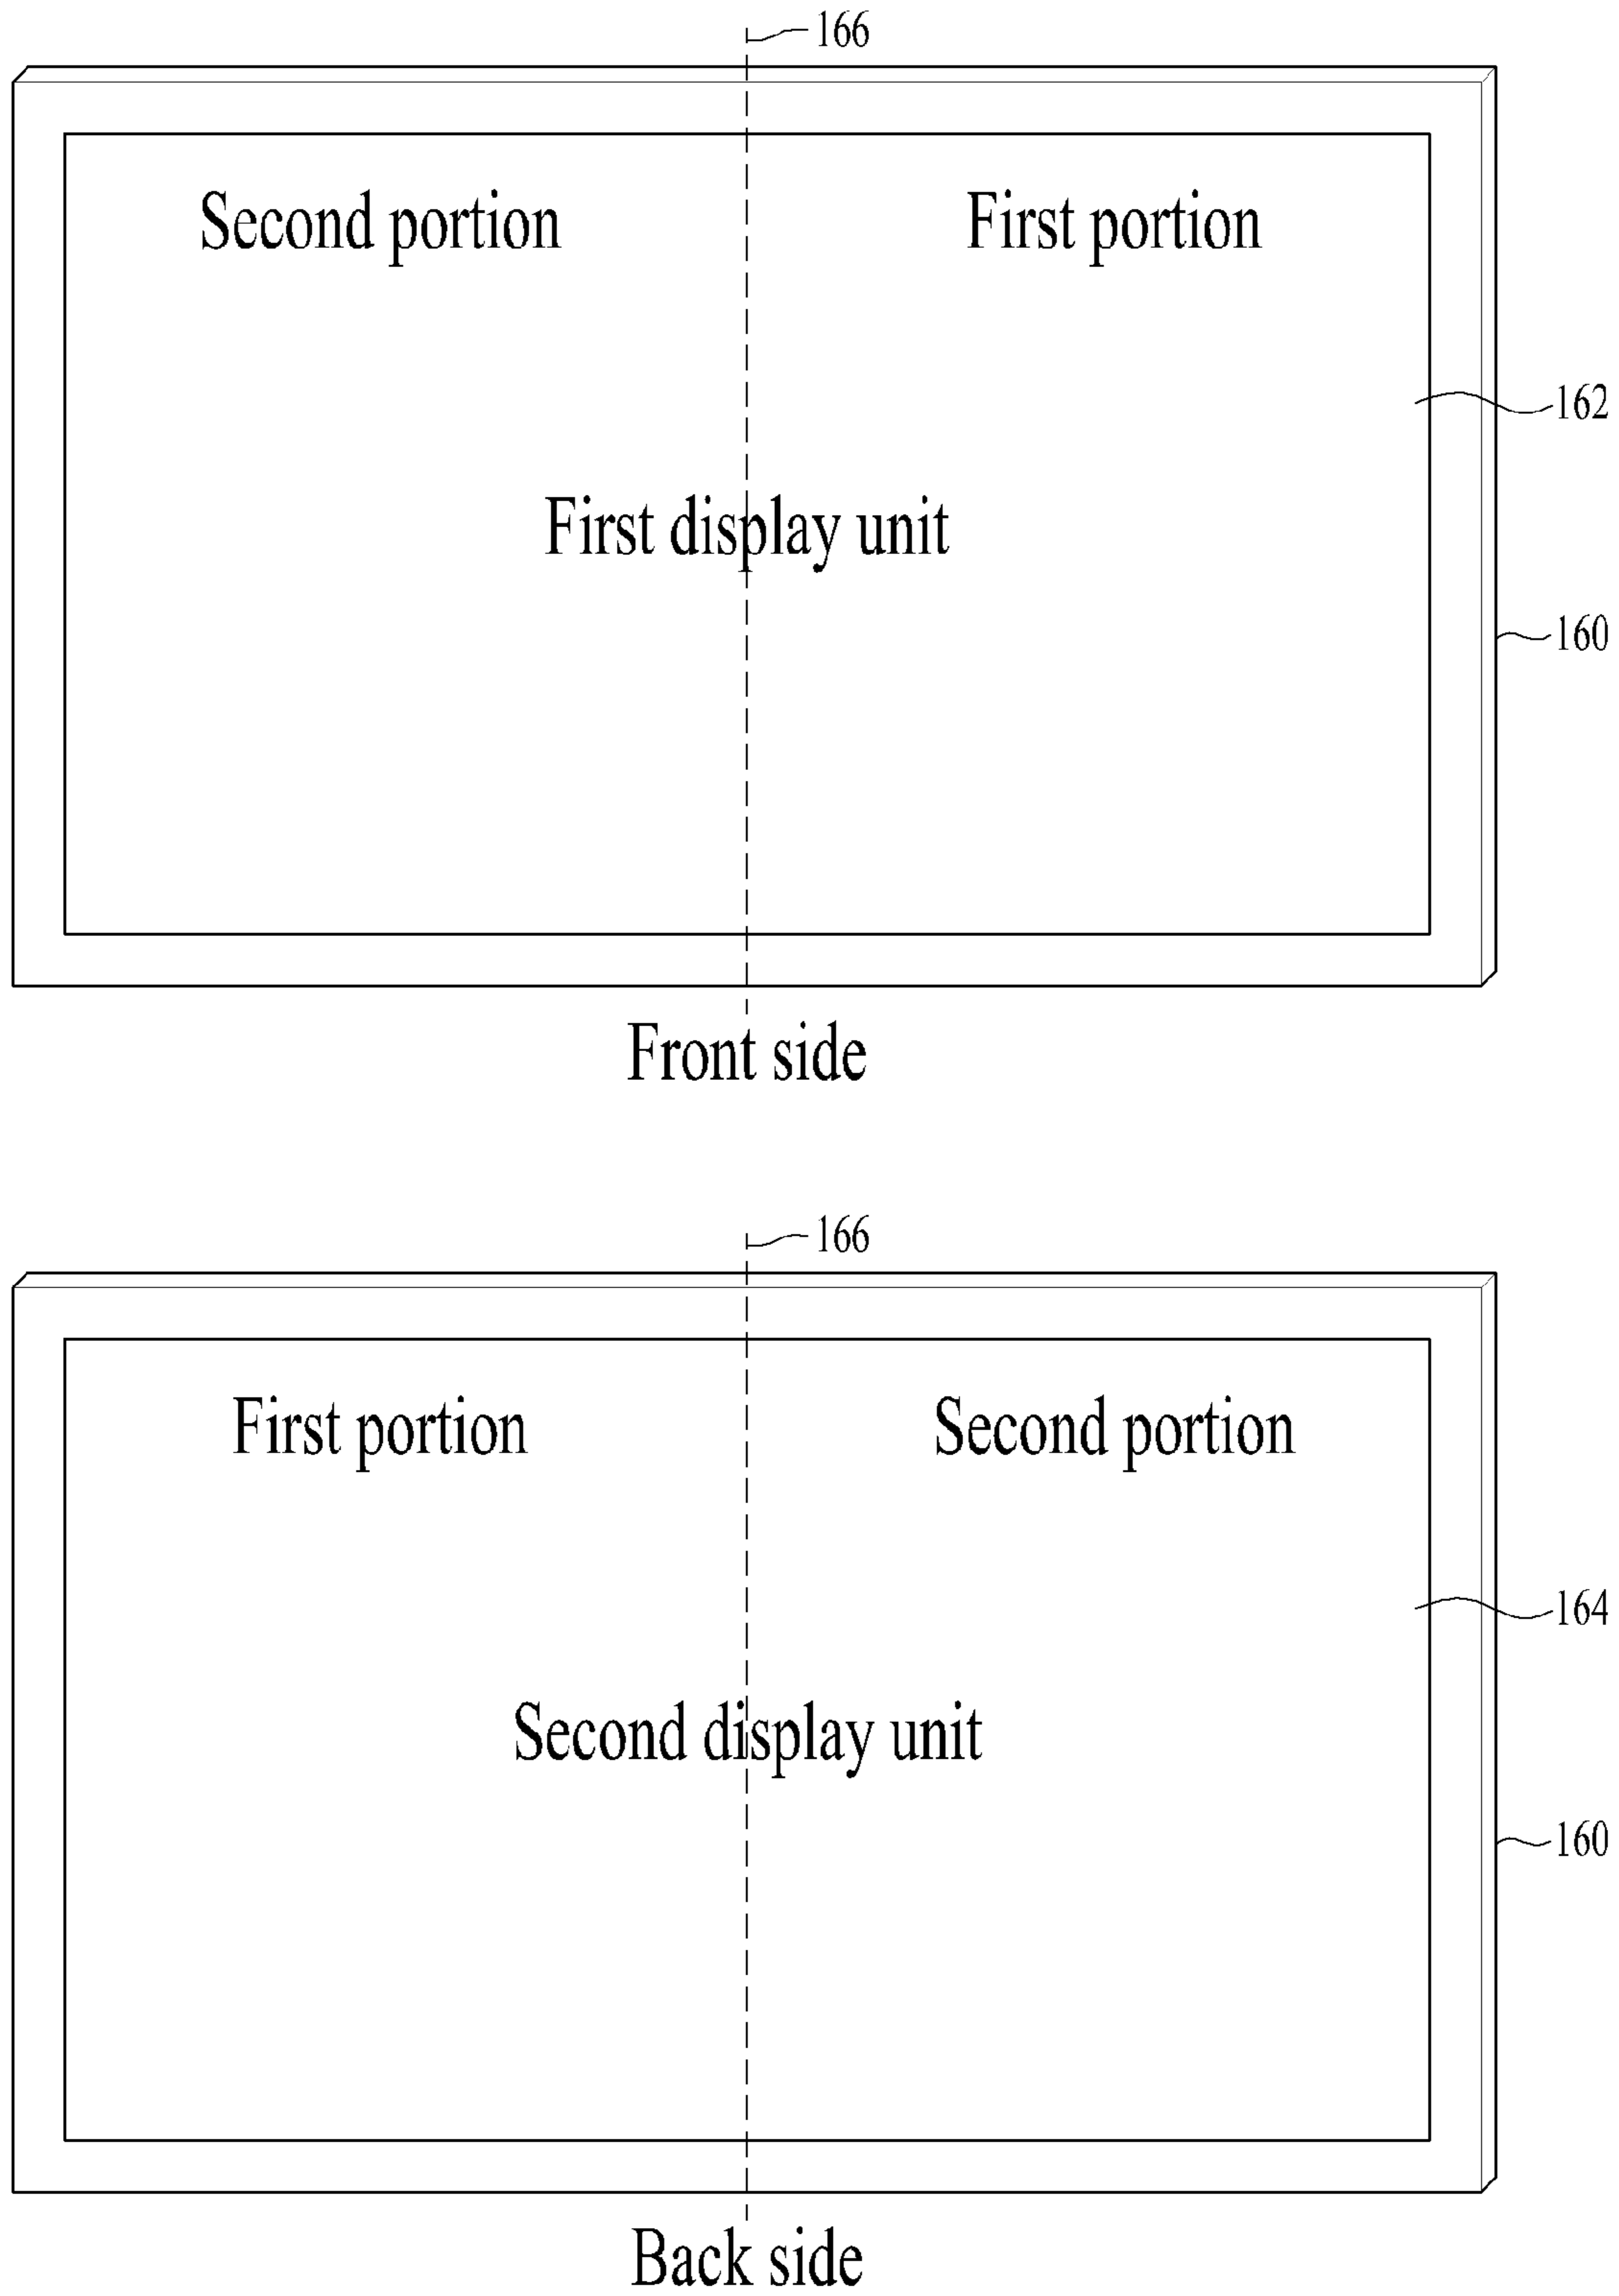 166
Second portion First portion
162
First display unit
160
Front side
166
First portion Second portion
164
Second display unit
160
Back side